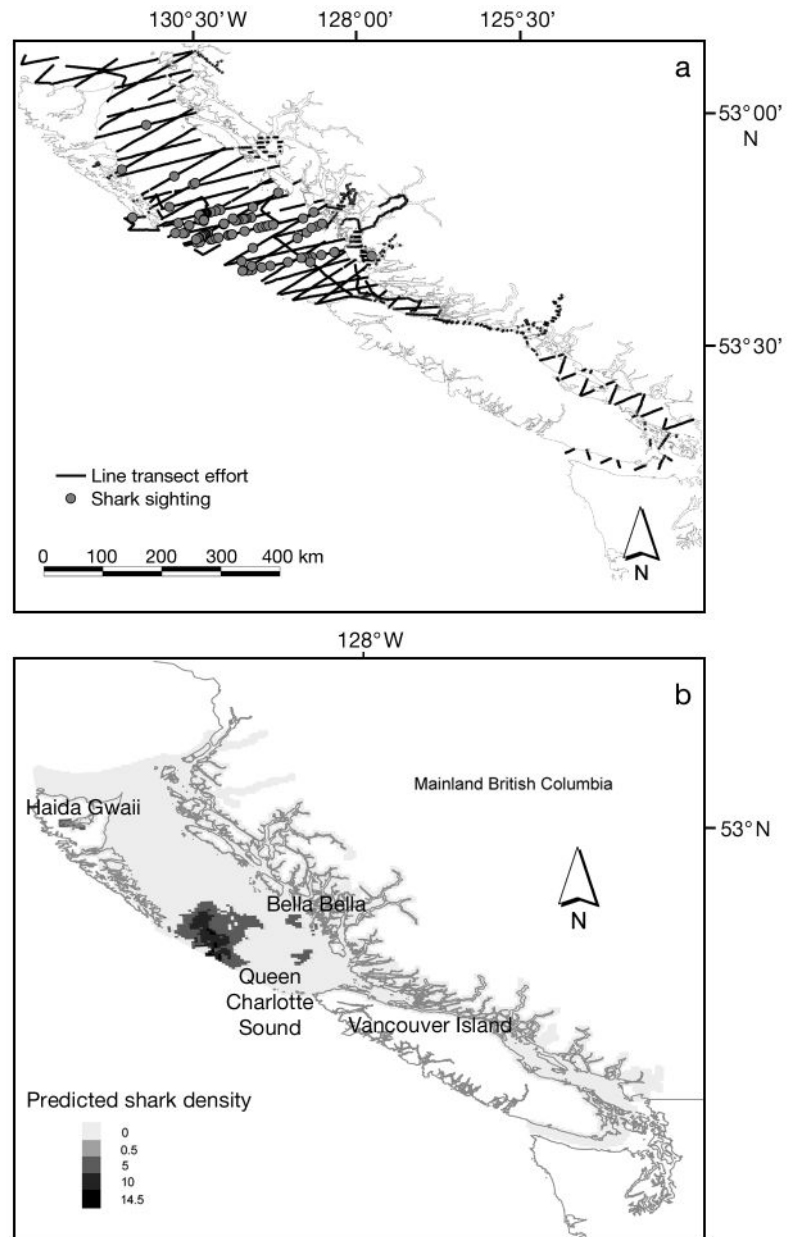 130°30’W 128°00’ 125°30’
a
53°00’
N
53°30’
Line transect effort
Shark sighting
0 100 200 300 400 km
N
128°W
b
Mainland British Columbia
Haida Gwaii
53°N
N
Bella Bella
Queen
Charlotte
Sound
Vancouver Island
Predicted shark density
0
0.5
5
10
14.5